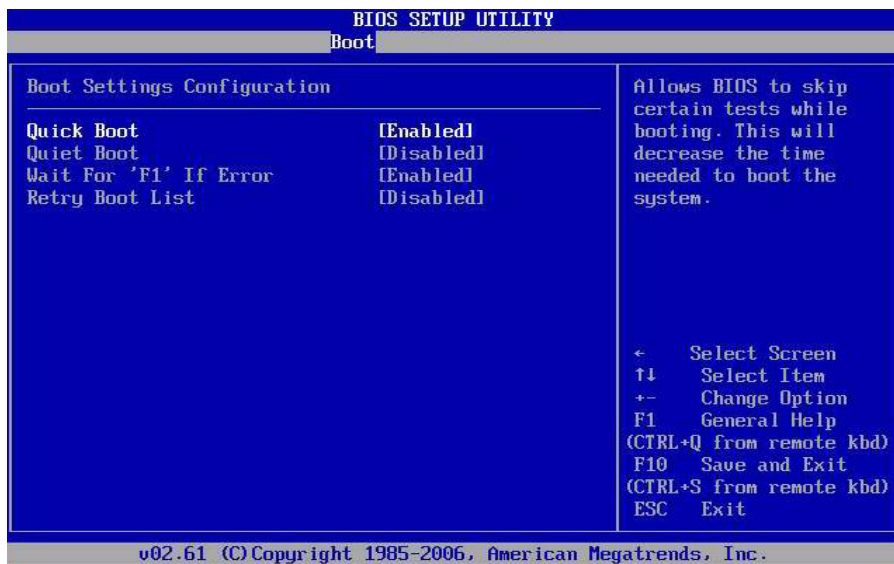 BIOS SETUP UTILITY
Boot
Boot Settings Configuration
Quick Boot [Enabled]
Quiet Boot [Disabled]
Wait For 'F1' If Error [Enabled]
Retry Boot List [Disabled]
Allows BIOS to skip
certain tests while
booting. This will
decrease the time
needed to boot the
system.
← Select Screen
↑↓ Select Item
+- Change Option
F1 General Help
(CTRL+Q from remote kbd)
F10 Save and Exit
(CTRL+S from remote kbd)
ESC Exit
v02.61 (C)Copyright 1985-2006, American Megatrends, Inc.